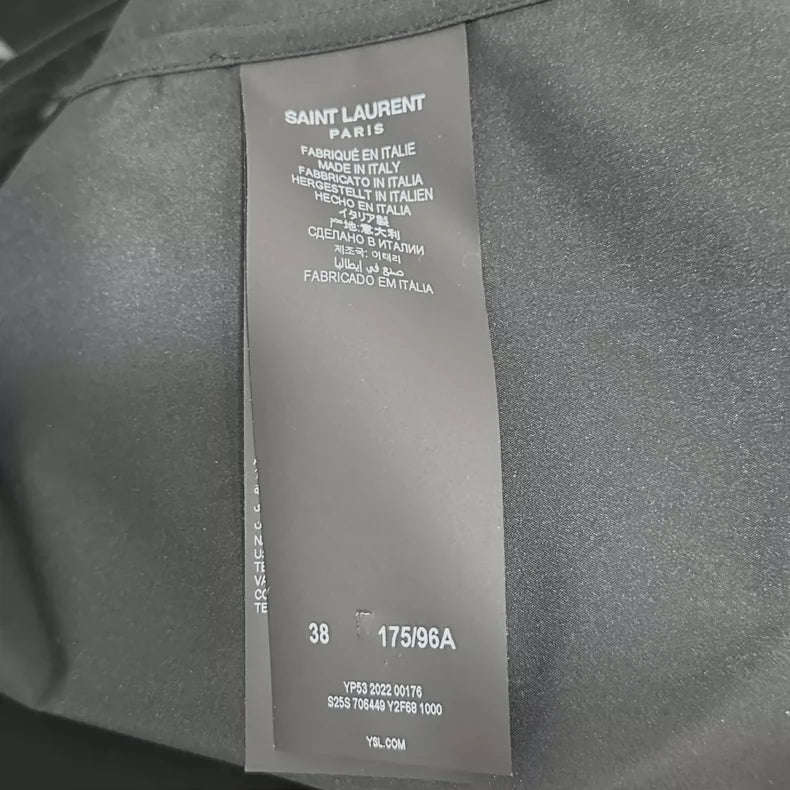 SAINT LAURENT
PARIS
FABRIQUÉ EN ITALIE
MADE IN ITALY
FABBRICATO IN ITALIA
HERGESTELLT IN ITALIEN
HECHO EN ITALIA
イタリア製
产地:意大利
СДЕЛАНО В ИТАЛИИ
제조국: 이태리
صنع في إيطاليا
FABRICADO EM ITÁLIA
38 175/96A
YP53 2022 00176
S25S 706449 Y2F68 1000
YSL.COM